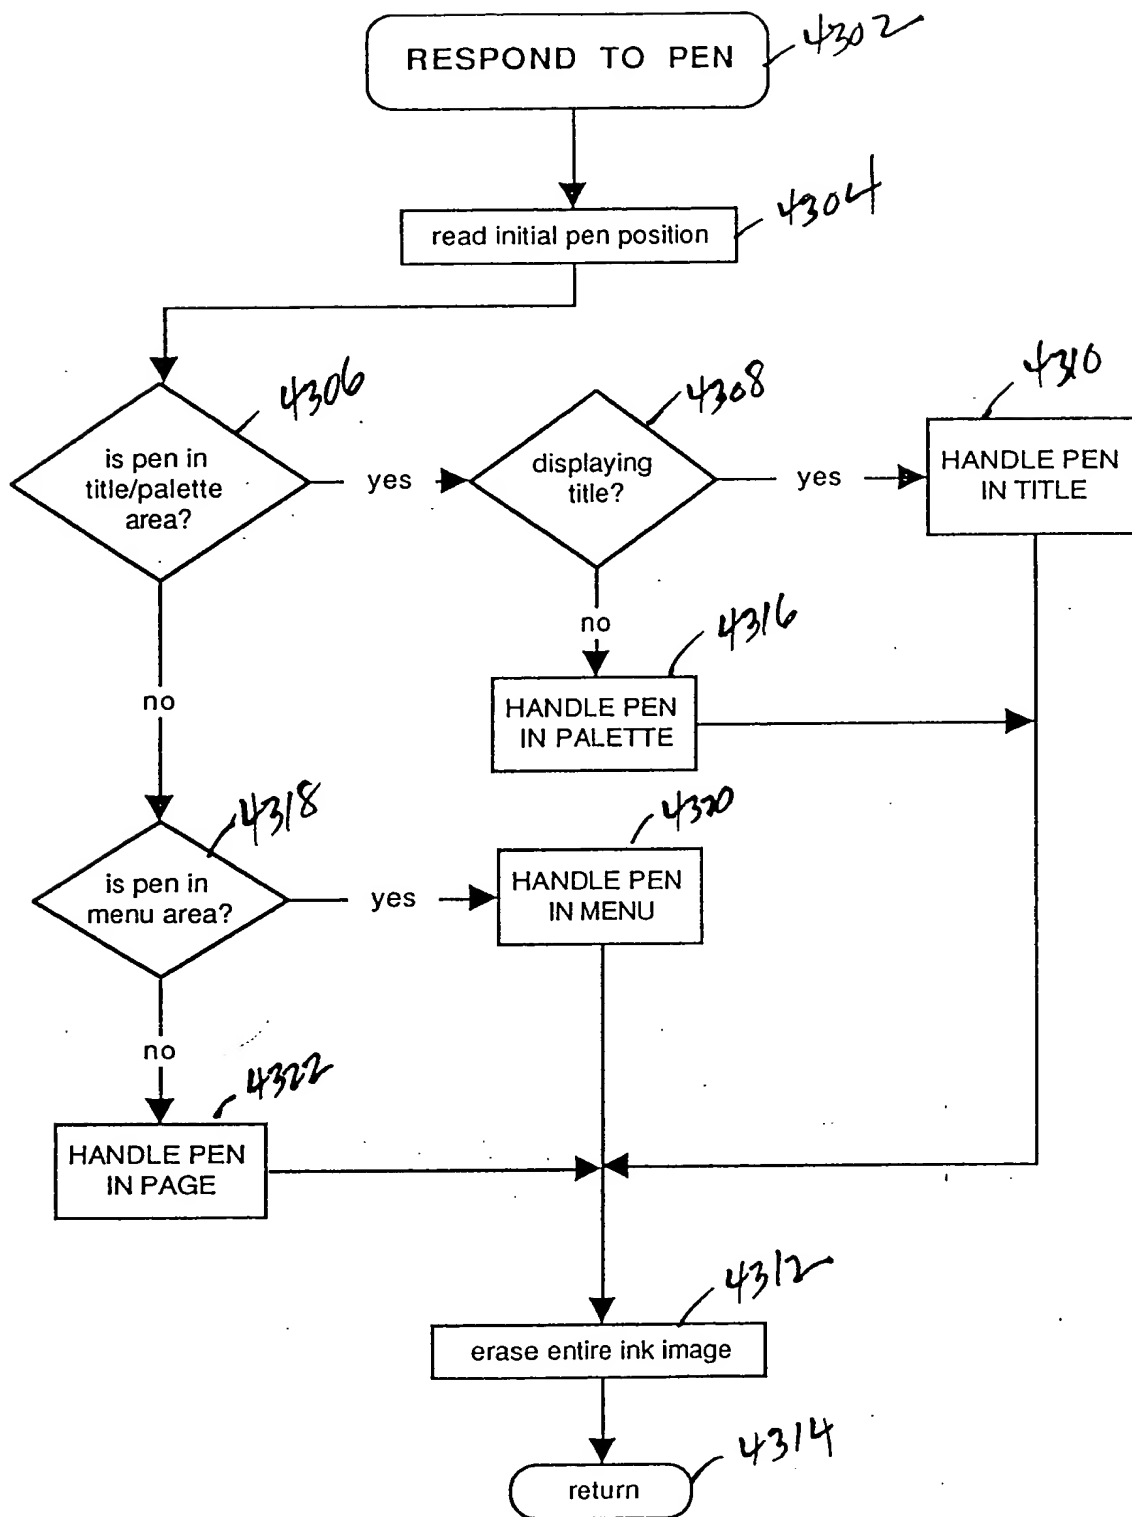 RESPOND TO PEN
4302
read initial pen position
4304
is pen in
title/palette
area?
4306
yes
displaying
title?
4308
yes
HANDLE PEN
IN TITLE
4310
no
no
HANDLE PEN
IN PALETTE
4316
is pen in
menu area?
4318
yes
HANDLE PEN
IN MENU
4320
no
HANDLE PEN
IN PAGE
4322
erase entire ink image
4312
return
4314